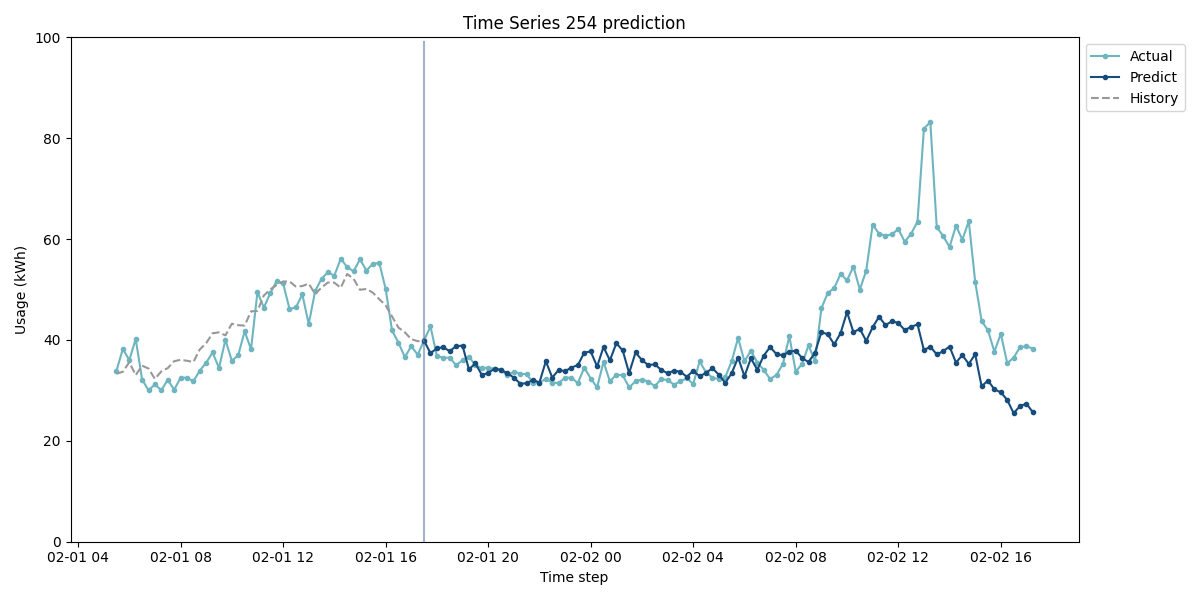 Time Series 254 prediction
Usage (kWh)
100
80
60
40
20
0
02-01 04
02-01 08
02-01 12
02-01 16
02-01 20
02-02 00
02-02 04
02-02 08
02-02 12
02-02 16
Time step
Actual
Predict
History